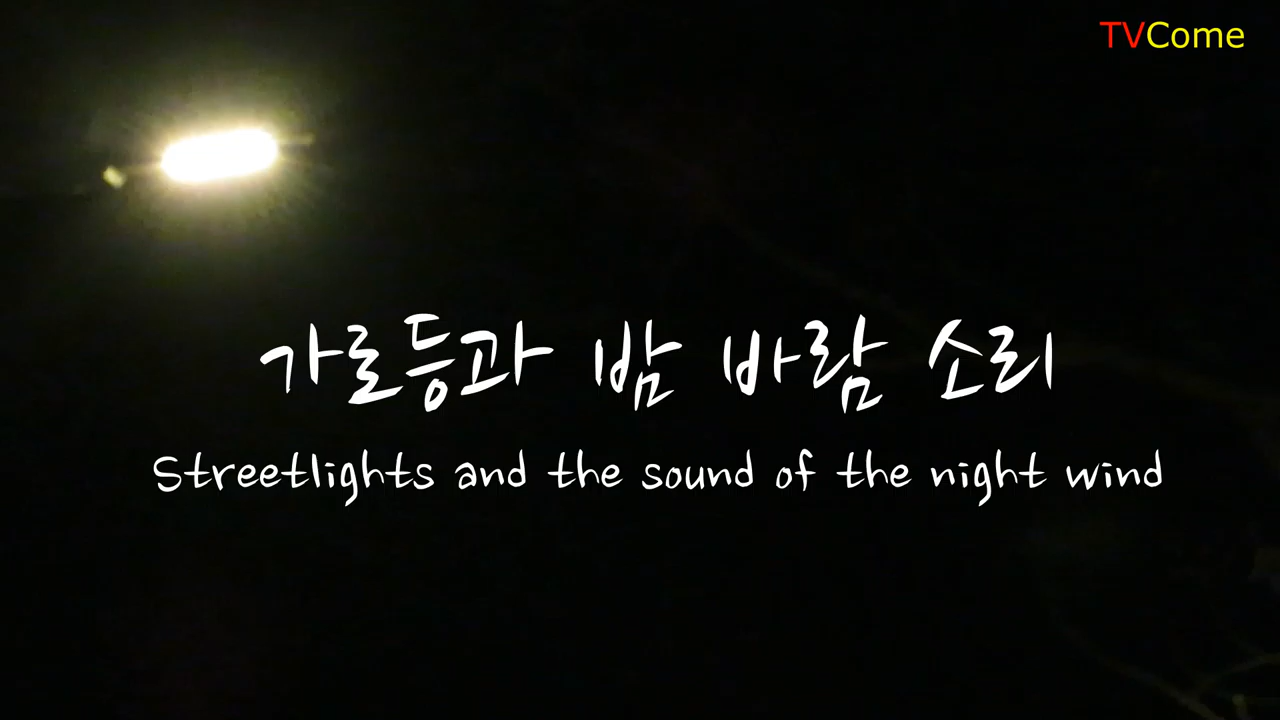 TVCome
가로등과 밤 바람 소리
Streetlights and the sound of the night wind